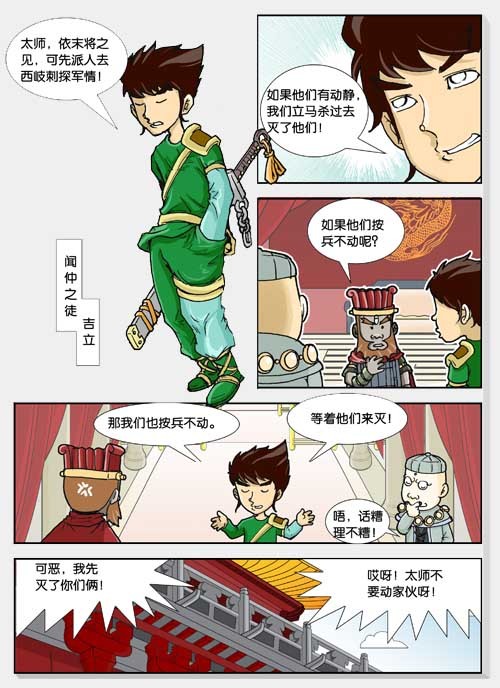 太师，依末将之
见，可先派人去
西岐刺探军情！
如果他们有动静，
我们立马杀过去
灭了他们！
闻仲之徒
吉立
如果他们按
兵不动呢？
那我们也按兵不动。
等着他们来灭！
唔，话糟
理不糟！
可恶，我先
灭了你们俩！
哎呀！太师不
要动家伙呀！